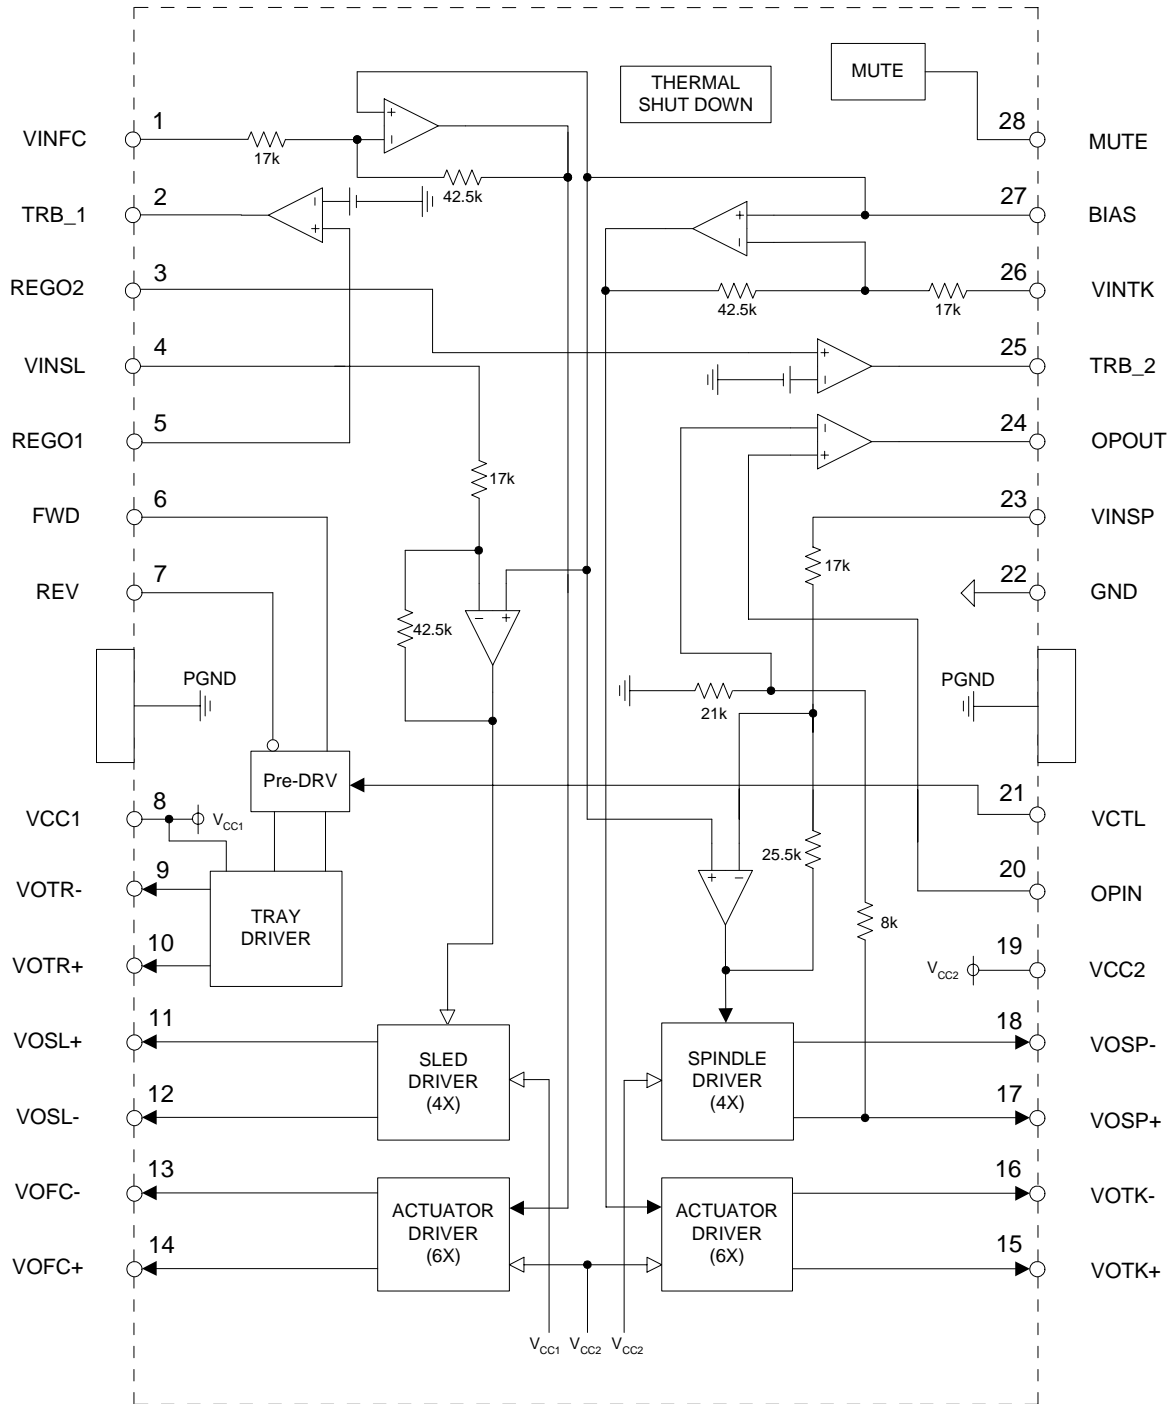 THERMAL
SHUT DOWN
MUTE
VINFC
1
17k
+
-
42.5k
28
MUTE
TRB_1
2
-
+
+
-
27
BIAS
REGO2
3
42.5k
17k
26
VINTK
VINSL
4
+
-
25
TRB_2
REGO1
5
-
+
24
OPOUT
17k
FWD
6
23
VINSP
17k
REV
7
22
GND
- +
42.5k
PGND
21k
PGND
Pre-DRV
VCC1
8
VCC1
21
VCTL
25.5k
VOTR-
9
+ -
20
OPIN
TRAY
DRIVER
8k
VOTR+
10
VCC2
19
VCC2
VOSL+
11
SLED
DRIVER
(4X)
SPINDLE
DRIVER
(4X)
18
VOSP-
VOSL-
12
17
VOSP+
VOFC-
13
ACTUATOR
DRIVER
(6X)
ACTUATOR
DRIVER
(6X)
16
VOTK-
VOFC+
14
15
VOTK+
VCC1 VCC2 VCC2